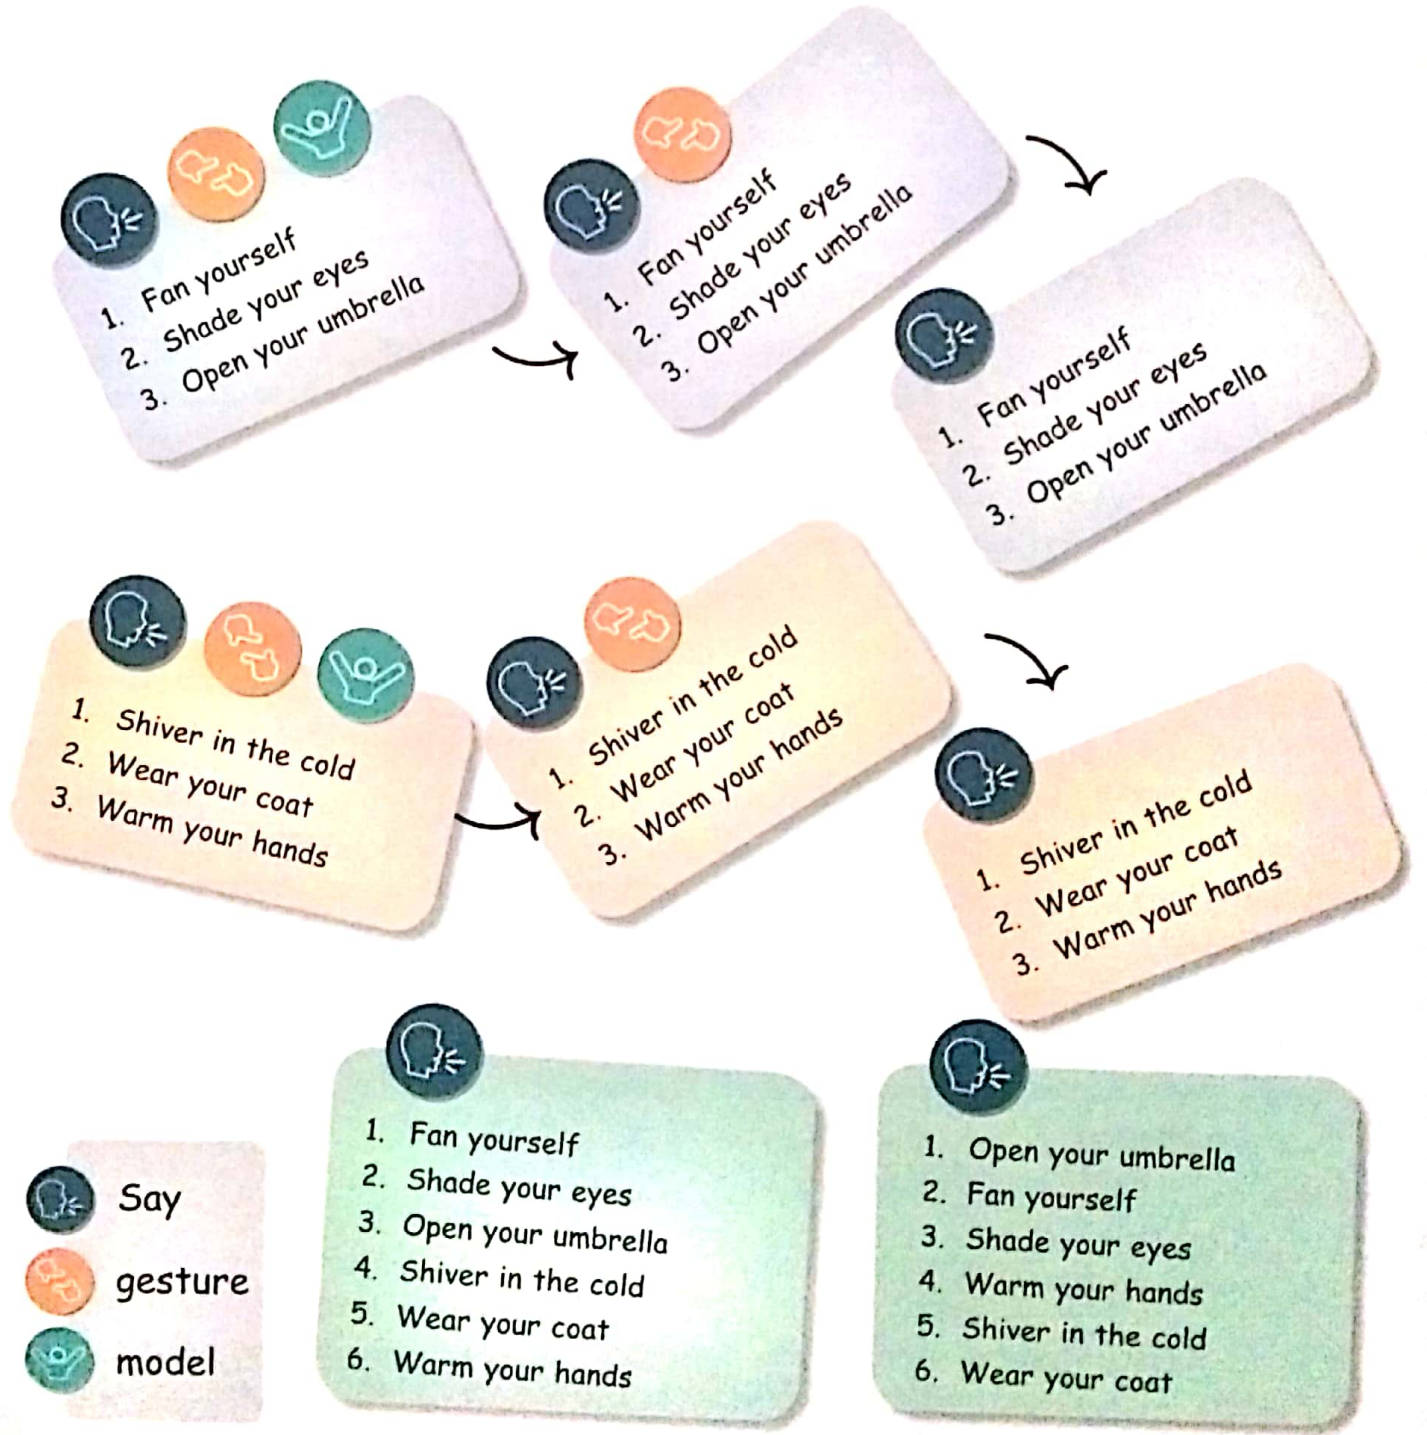 1. Fan yourself
2. Shade your eyes
3. Open your umbrella
1. Fan yourself
2. Shade your eyes
3. Open your umbrella
1. Fan yourself
2. Shade your eyes
3. Open your umbrella
1. Shiver in the cold
2. Wear your coat
3. Warm your hands
1. Shiver in the cold
2. Wear your coat
3. Warm your hands
1. Shiver in the cold
2. Wear your coat
3. Warm your hands
Say
gesture
model
1. Fan yourself
2. Shade your eyes
3. Open your umbrella
4. Shiver in the cold
5. Wear your coat
6. Warm your hands
1. Open your umbrella
2. Fan yourself
3. Shade your eyes
4. Warm your hands
5. Shiver in the cold
6. Wear your coat